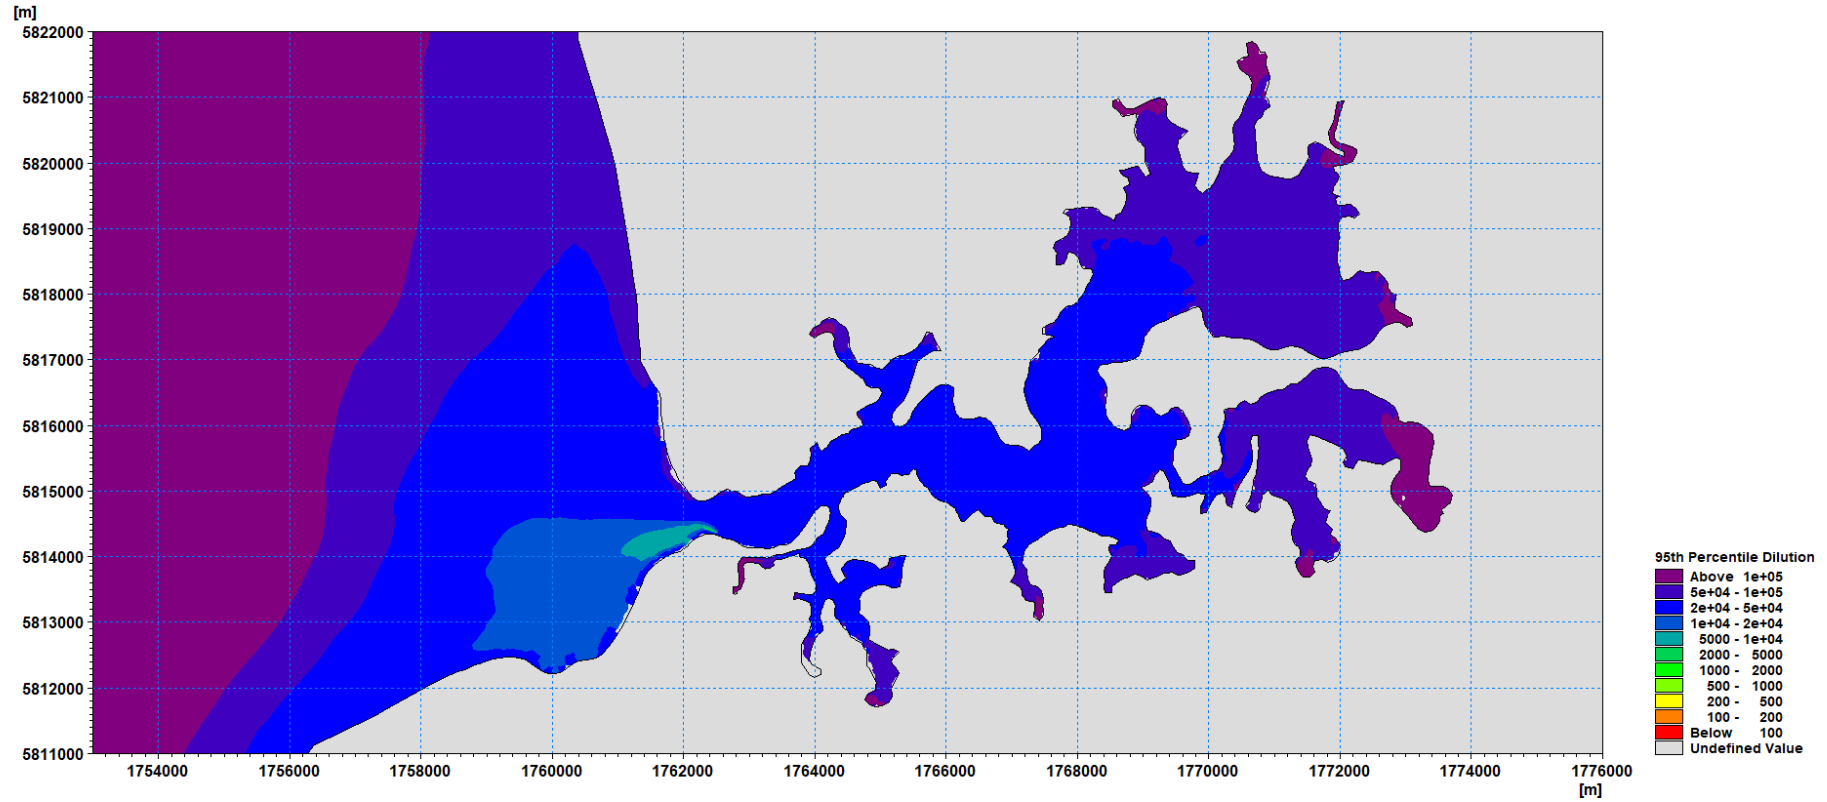 [m]
5822000
5821000
5820000
5819000
5818000
5817000
5816000
5815000
5814000
5813000
5812000
5811000
1754000 1756000 1758000 1760000 1762000 1764000 1766000 1768000 1770000 1772000 1774000 1776000
[m]
95th Percentile Dilution
Above 1e+05
5e+04 - 1e+05
2e+04 - 5e+04
1e+04 - 2e+04
5000 - 1e+04
2000 - 5000
1000 - 2000
500 - 1000
200 - 500
100 - 200
Below 100
Undefined Value